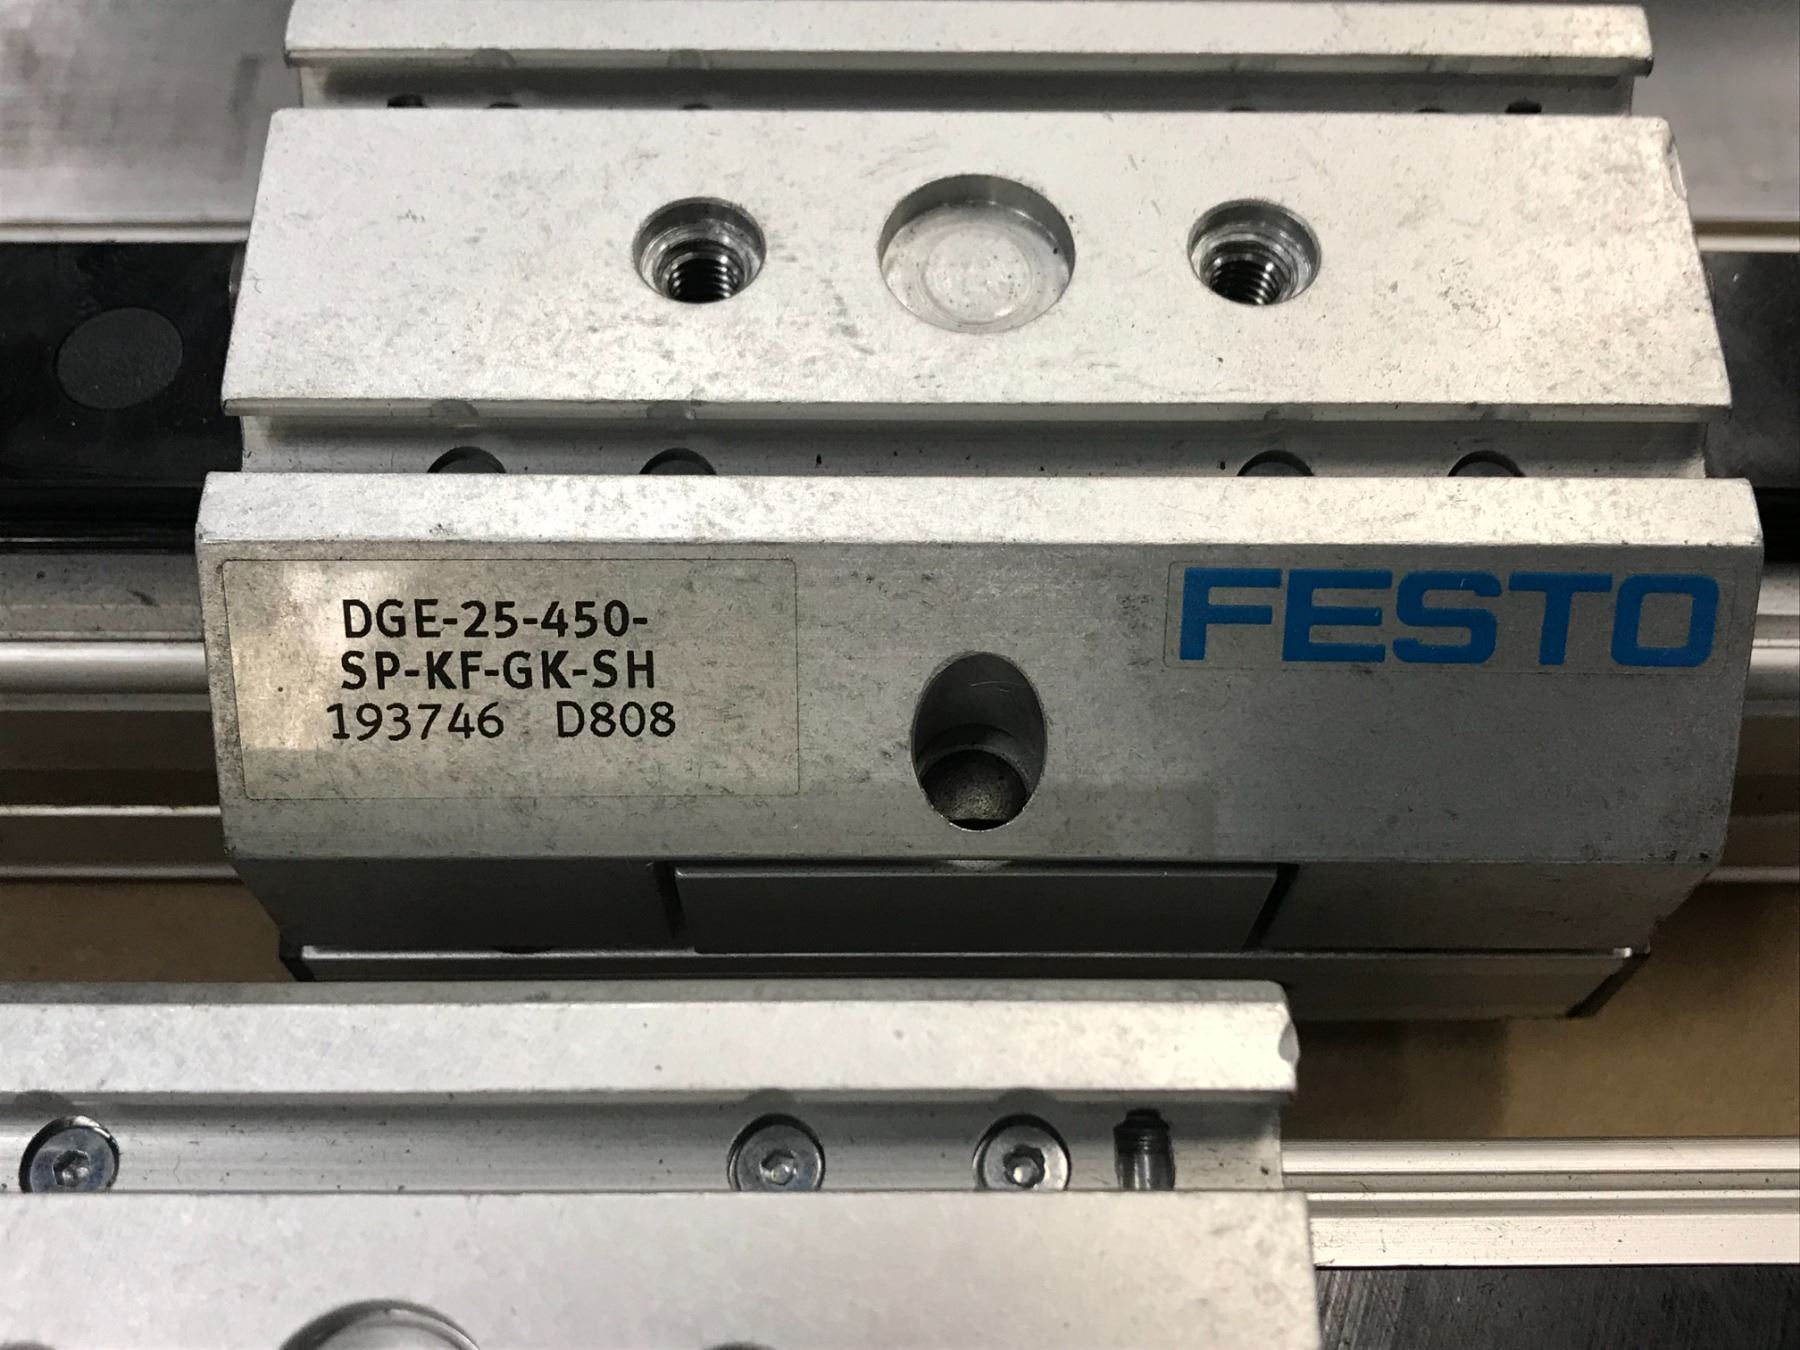 DGE-25-450-
SP-KF-GK-SH
193746 D808
FESTO